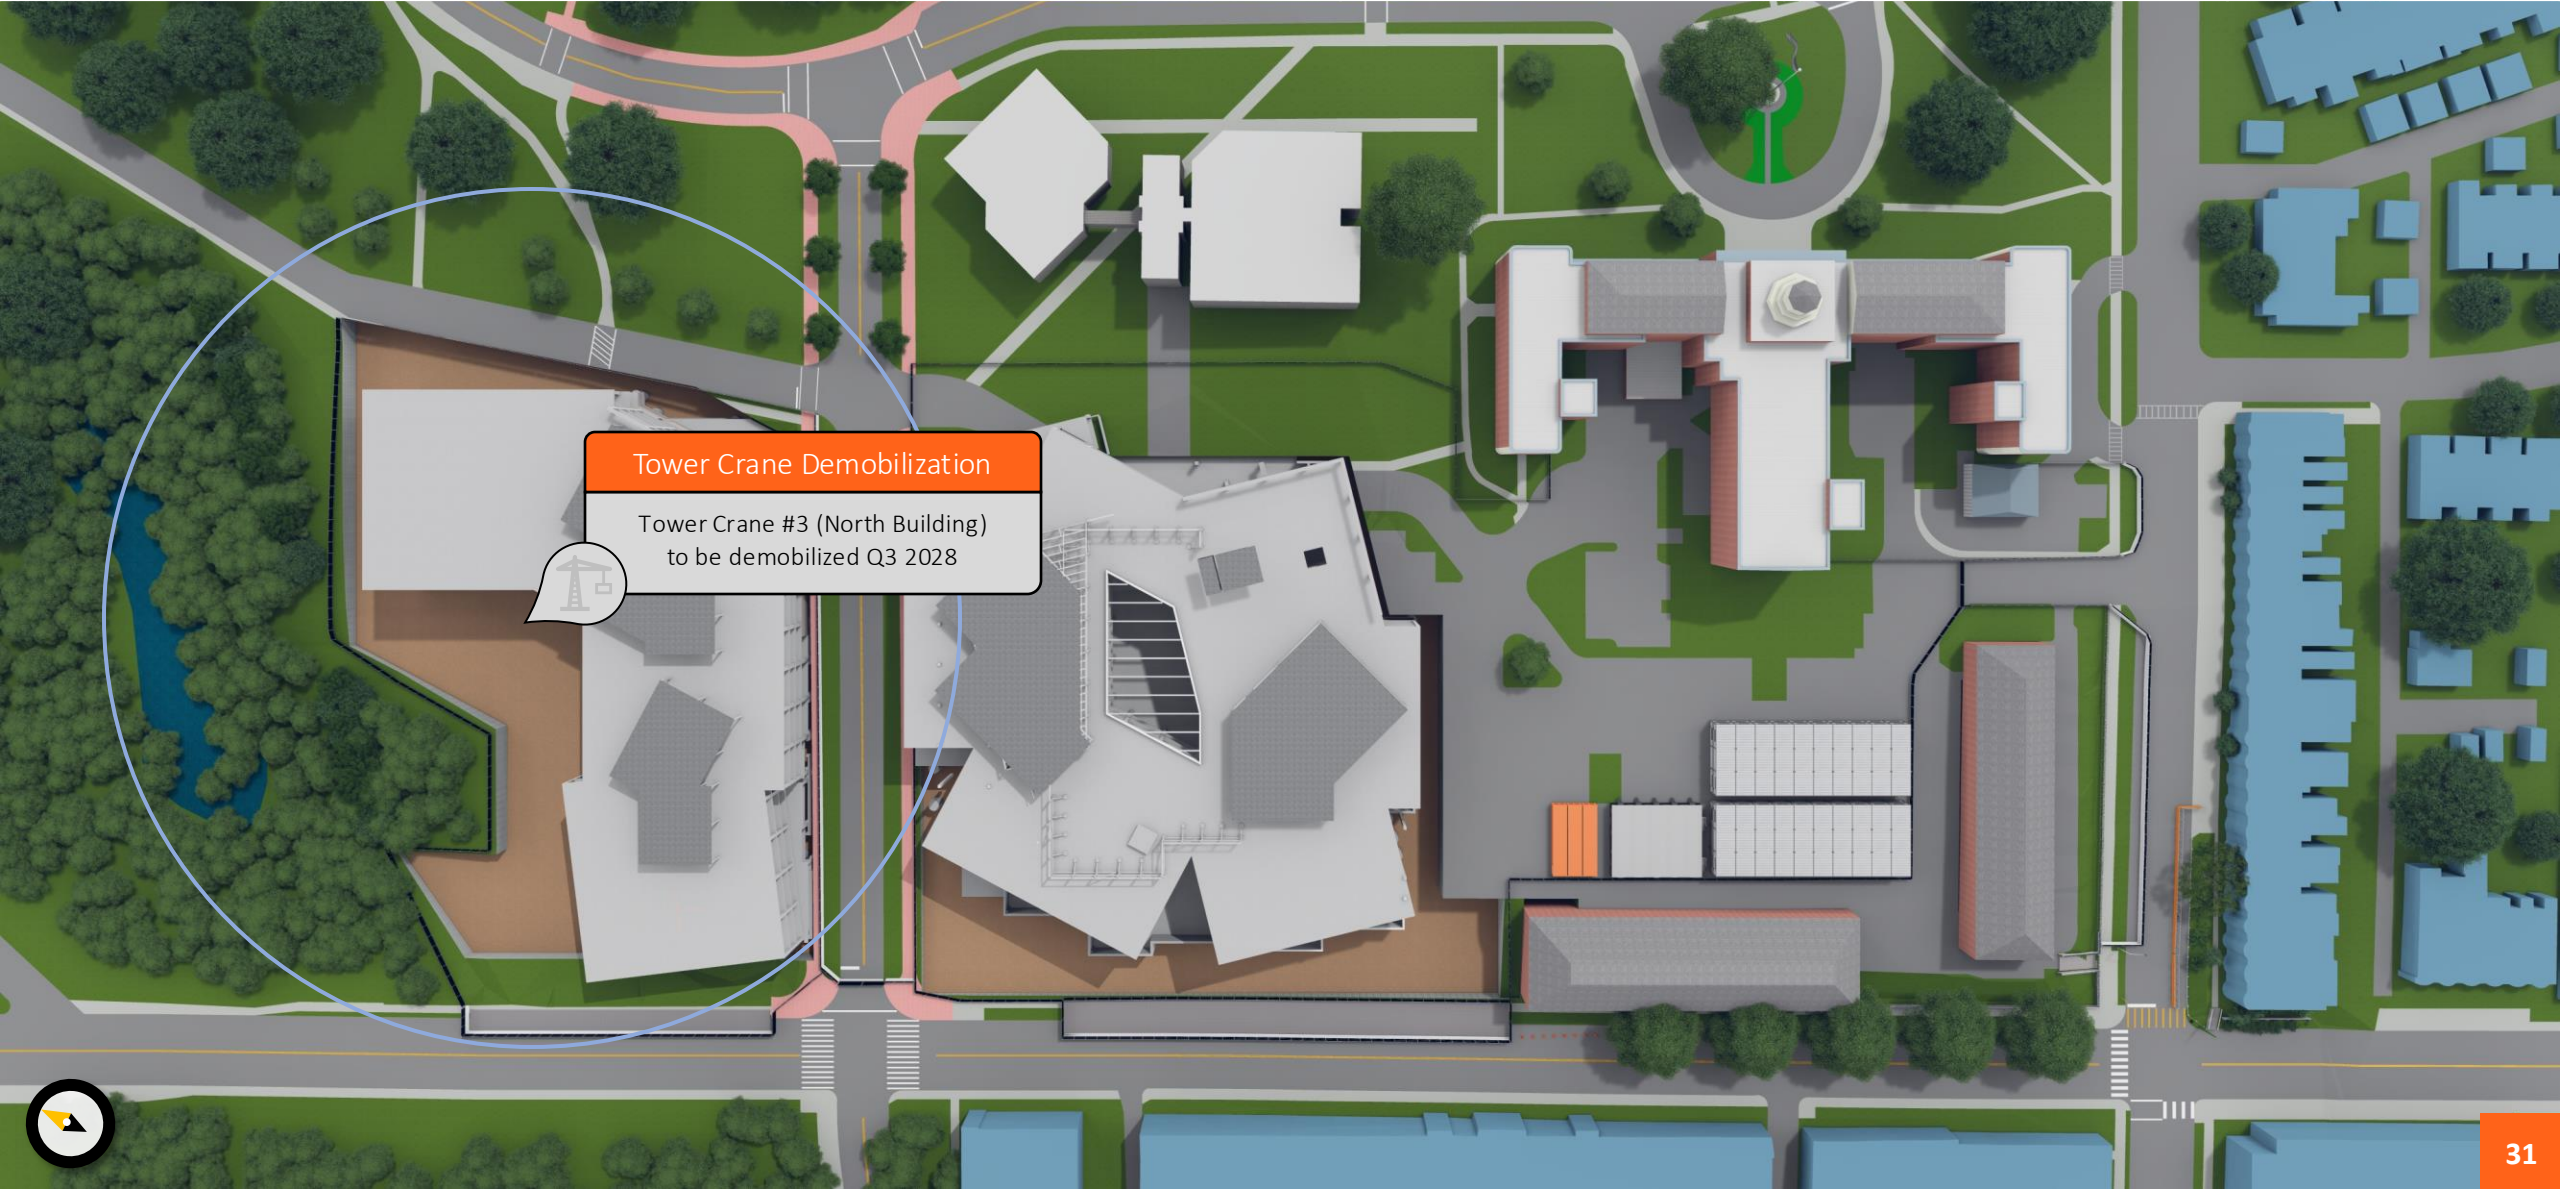 Tower Crane Demobilization
Tower Crane #3 (North Building)
to be demobilized Q3 2028
31